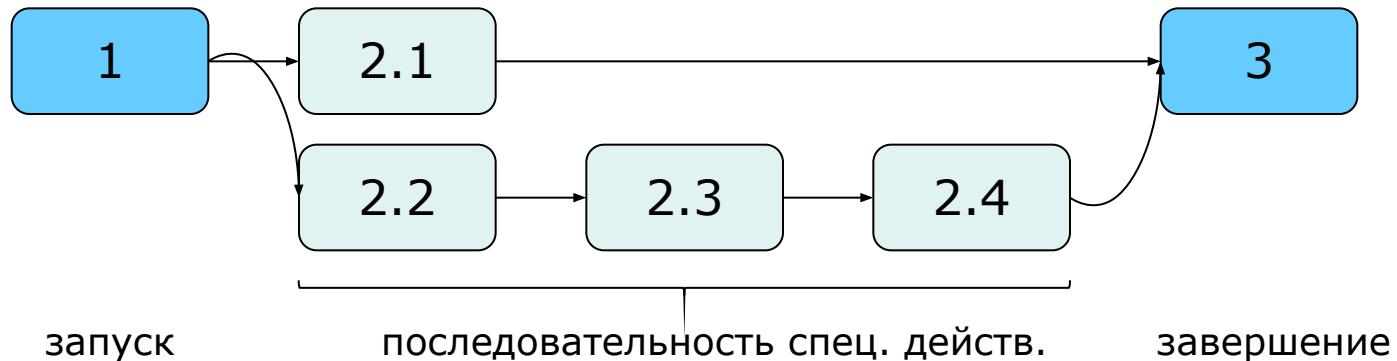 1 2.1 3
2.2 2.3 2.4
запуск последовательность спец. действ. завершение